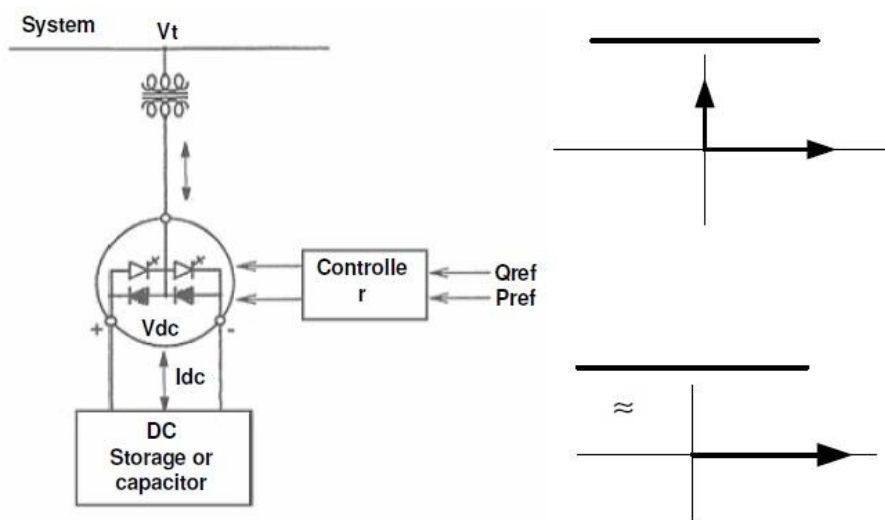 System Vt
Controlle
r
Qref
Pref
+ Vdc -
Idc
DC
Storage or
capacitor
≈